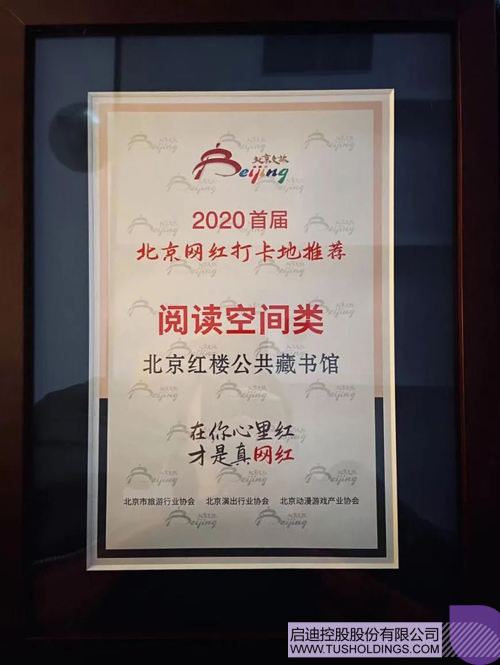 北京文旅
Beijing
2020首届
北京网红打卡地推荐
阅读空间类
北京红楼公共藏书馆
在你心里红
才是真网红
北京市旅游行业协会 北京演出行业协会 北京动漫游戏产业协会
启迪控股股份有限公司
WWW.TUSHOLDINGS.COM